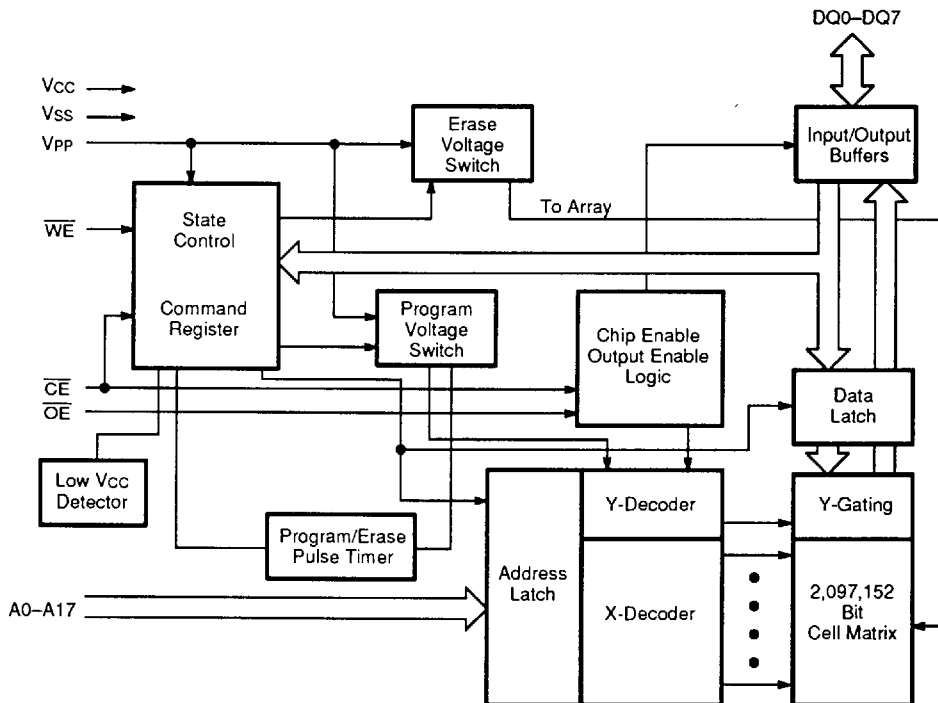 DQ0–DQ7
VCC
VSS
VPP
Erase
Voltage
Switch
Input/Output
Buffers
To Array
WE
State
Control
Command
Register
Program
Voltage
Switch
Chip Enable
Output Enable
Logic
CE
OE
Data
Latch
Low VCC
Detector
Program/Erase
Pulse Timer
Y-Decoder
Y-Gating
Address
Latch
X-Decoder
2,097,152
Bit
Cell Matrix
A0–A17